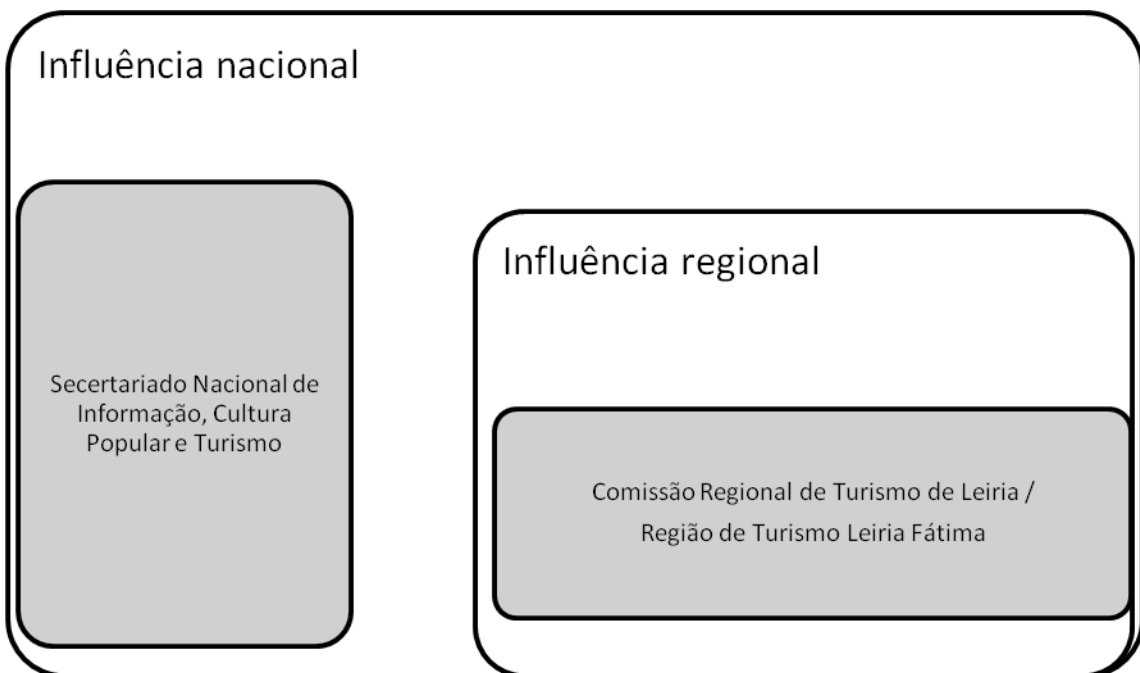 Influência nacional
Influência regional
Secertariado Nacional de
Informação, Cultura
Popular e Turismo
Comissão Regional de Turismo de Leiria /
Região de Turismo Leiria Fátima